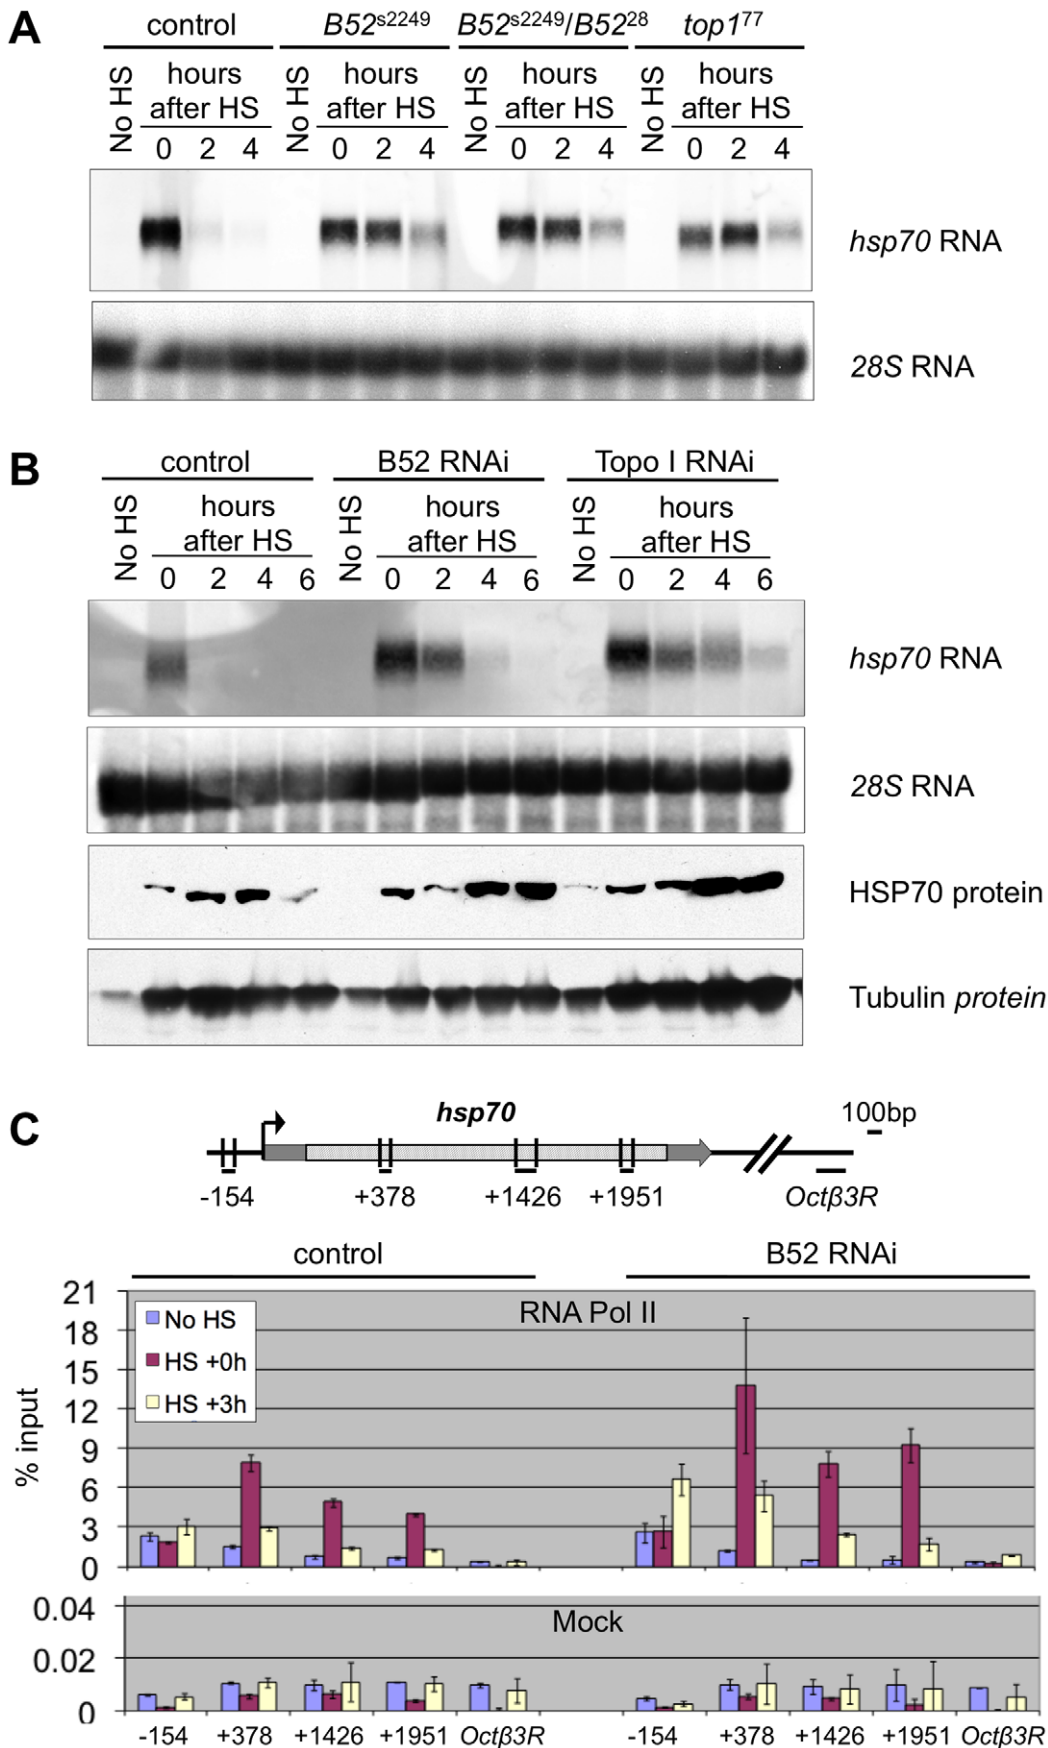 A
control B52s2249 B52s2249/B5228 top177
No HS hours after HS No HS hours after HS No HS hours after HS No HS hours after HS
0 2 4 0 2 4 0 2 4 0 2 4
hsp70 RNA
28S RNA
B
control B52 RNAi Topo I RNAi
No HS hours after HS No HS hours after HS No HS hours after HS
0 2 4 6 0 2 4 6 0 2 4 6
hsp70 RNA
28S RNA
HSP70 protein
Tubulin protein
C
hsp70 100bp
-154 +378 +1426 +1951 Octβ3R
control B52 RNAi
RNA Pol II
No HS
HS +0h
HS +3h
% input
21
18
15
12
9
6
3
0
Mock
0.04
0.02
0
-154 +378 +1426 +1951 Octβ3R -154 +378 +1426 +1951 Octβ3R